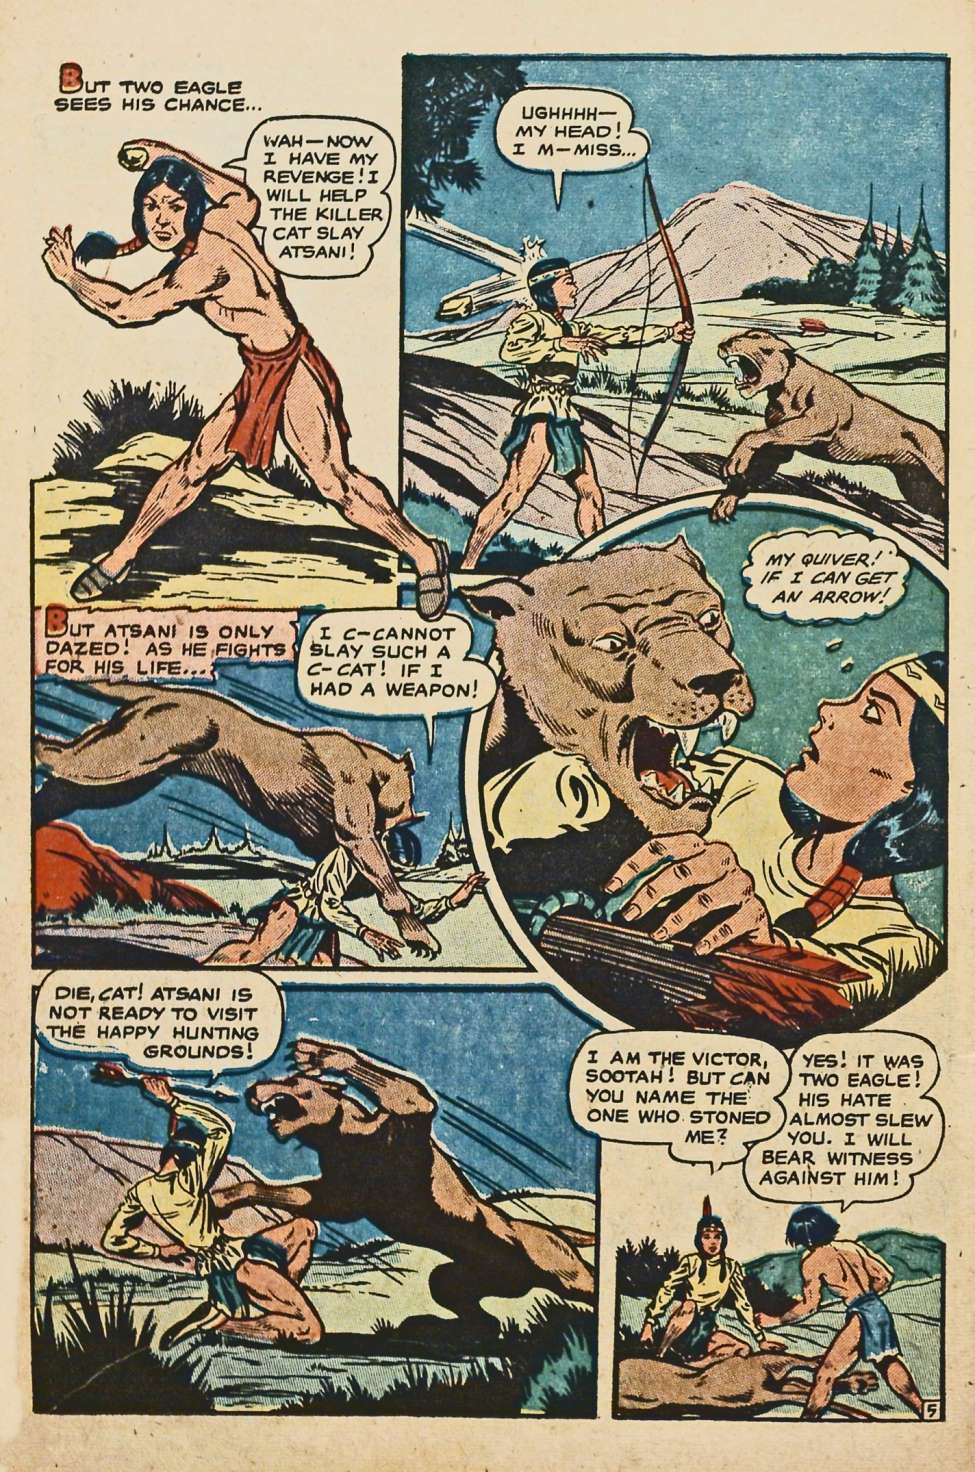 BUT TWO EAGLE
SEES HIS CHANCE...
WAH—NOW
I HAVE MY
REVENGE! I
WILL HELP
THE KILLER
CAT SLAY
ATSANI!
UGHHHH—
MY HEAD!
I M—MISS...
BUT ATSANI IS ONLY
DAZED! AS HE FIGHTS
FOR HIS LIFE...
I C-CANNOT
SLAY SUCH A
C-CAT! IF I
HAD A WEAPON!
MY QUIVER!
IF I CAN GET
AN ARROW!
DIE, CAT! ATSANI IS
NOT READY TO VISIT
THE HAPPY HUNTING
GROUNDS!
I AM THE VICTOR,
SOOTAH! BUT CAN
YOU NAME THE
ONE WHO STONED
ME?
YES! IT WAS
TWO EAGLE!
HIS HATE
ALMOST SLEW
YOU. I WILL
BEAR WITNESS
AGAINST HIM!
5